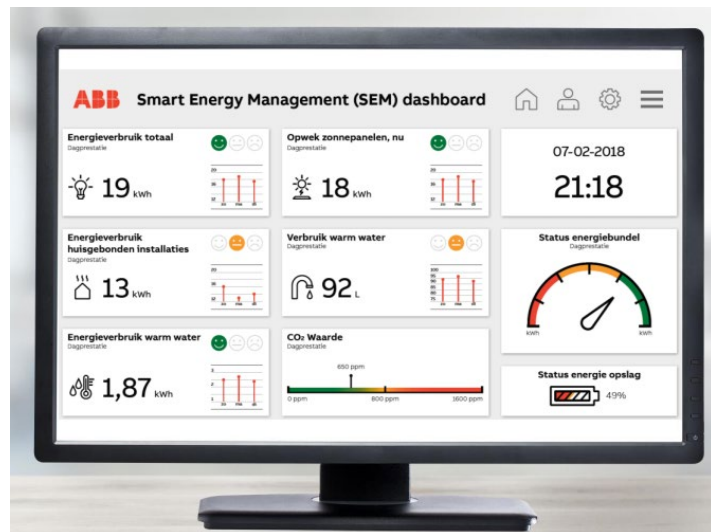 ABB Smart Energy Management (SEM) dashboard
Energieverbruik totaal
Dagprestatie
19 kWh
Opwek zonnepanelen, nu
Dagprestatie
18 kWh
07-02-2018
21:18
Energieverbruik
huisgebonden installaties
Dagprestatie
13 kWh
Verbruik warm water
Dagprestatie
92 L
Status energiebundel
Dagprestatie
kWh kWh
Energieverbruik warm water
Dagprestatie
1,87 kWh
CO₂ Waarde
Dagprestatie
650 ppm
0 ppm 800 ppm 1600 ppm
Status energie opslag
49%